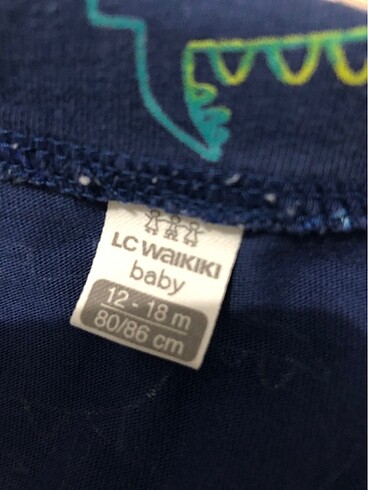 LC WAIKIKI
baby
12 - 18 m
80/86 cm